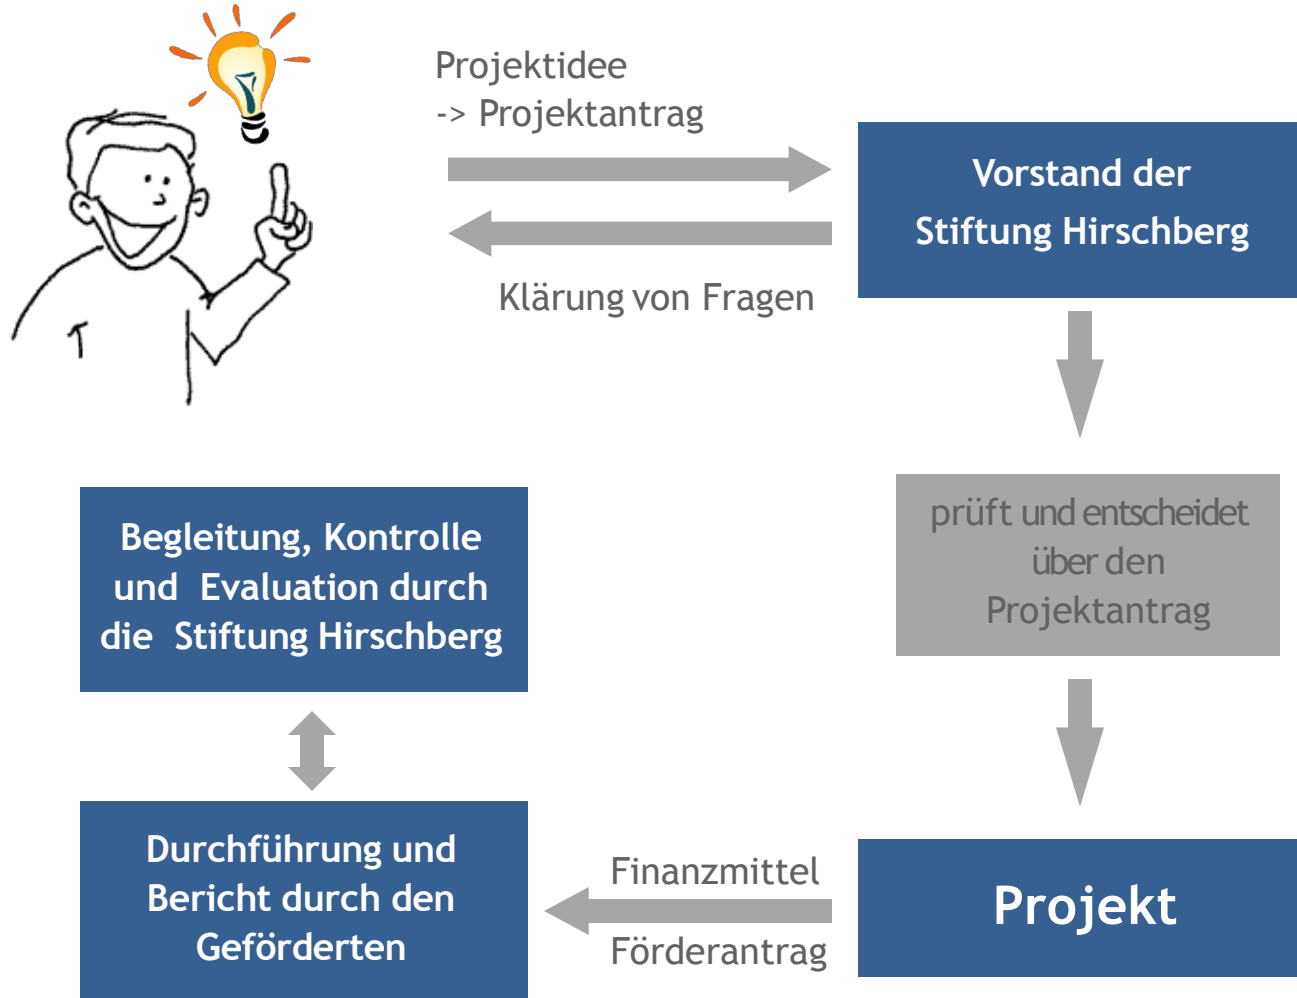 Projektidee
-> Projektantrag
Vorstand der
Stiftung Hirschberg
Klärung von Fragen
prüft und entscheidet
über den
Projektantrag
Begleitung, Kontrolle
und Evaluation durch
die Stiftung Hirschberg
Durchführung und
Bericht durch den
Geförderten
Finanzmittel
Förderantrag
Projekt